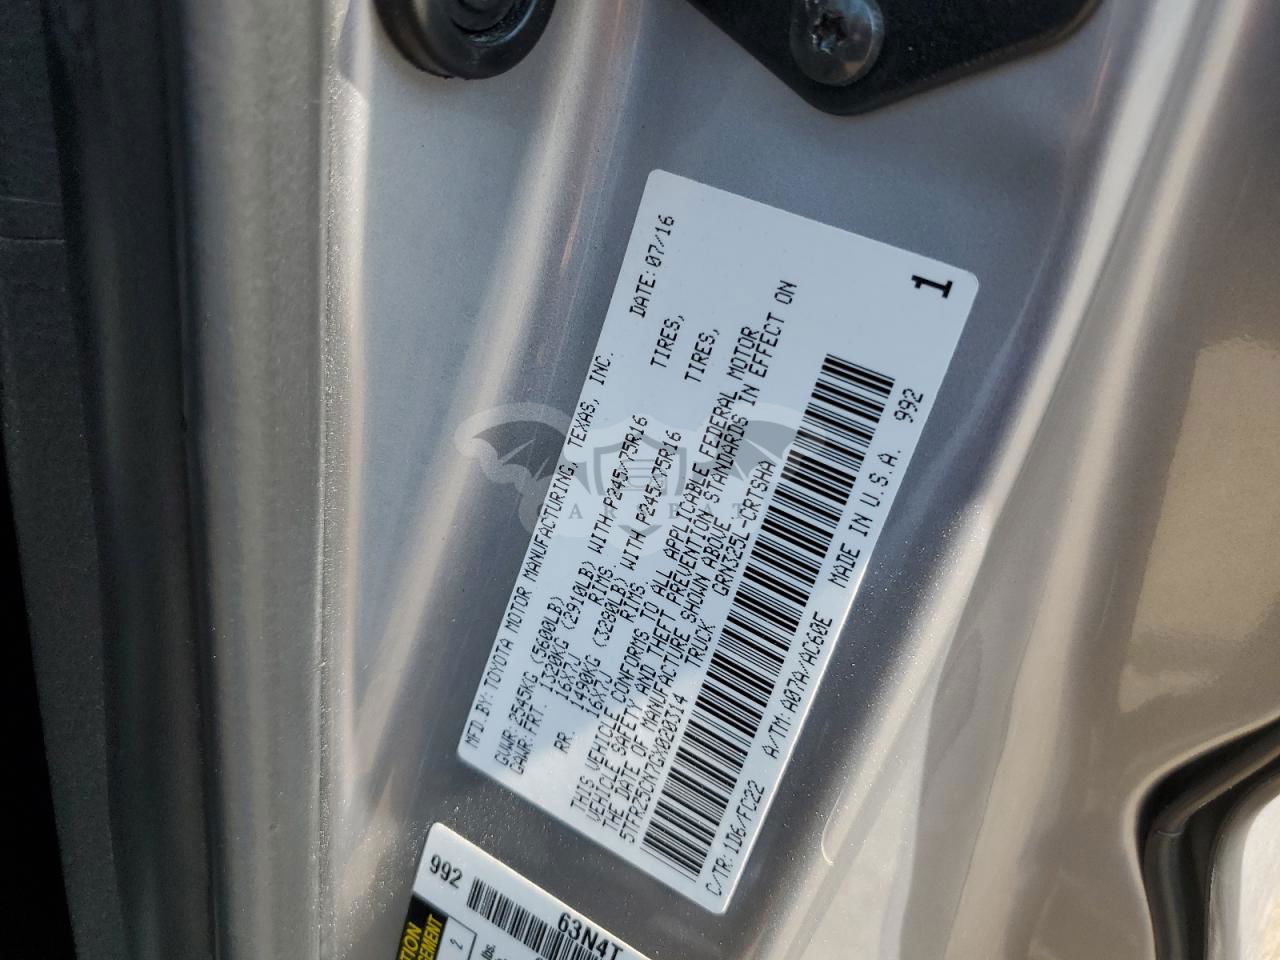 MFD. BY: TOYOTA MOTOR MANUFACTURING, TEXAS, INC. DATE: 07/16
GVWR: 2545KG (5600LB)
GAWR: FRT. 1320KG (2910LB) WITH P245/75R16 TIRES,
16X7J RIMS
RR. 1490KG (3280LB) WITH P245/75R16 TIRES,
16X7J RIMS
THIS VEHICLE CONFORMS TO ALL APPLICABLE FEDERAL MOTOR
VEHICLE SAFETY AND THEFT PREVENTION STANDARDS IN EFFECT ON
THE DATE OF MANUFACTURE SHOWN ABOVE.
5TFRZ5CN7GX020314 TRUCK GRN325L-CRTSHA
C/TR: 1D6/FC22 A/TM: A07A/AC60E MADE IN U.S.A. 992
1
CARSFAT
992
63N4T
2
lbs.